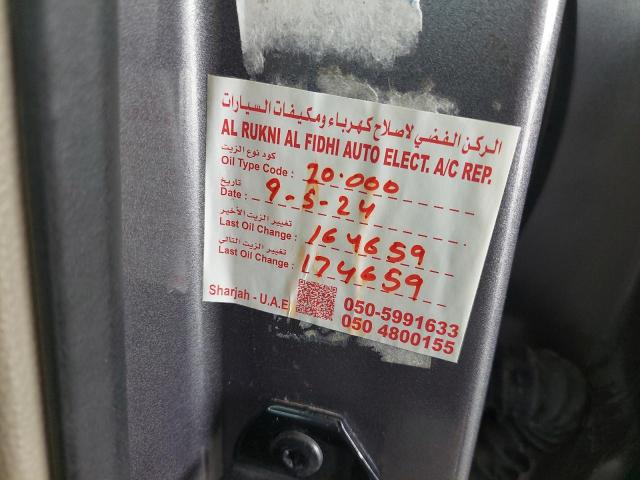 الركن الفضي لاصلاح كهرباء ومكيفات السيارات
AL RUKNI AL FIDHI AUTO ELECT. A/C REP.
كود نوع الزيت
Oil Type Code : 10.000
تاريخ
Date : 9-5-24
تغيير الزيت الأخير
Last Oil Change : 164659
تغيير الزيت التالي
Last Oil Change : 174659
Sharjah - U.A.E
050-5991633
050 4800155